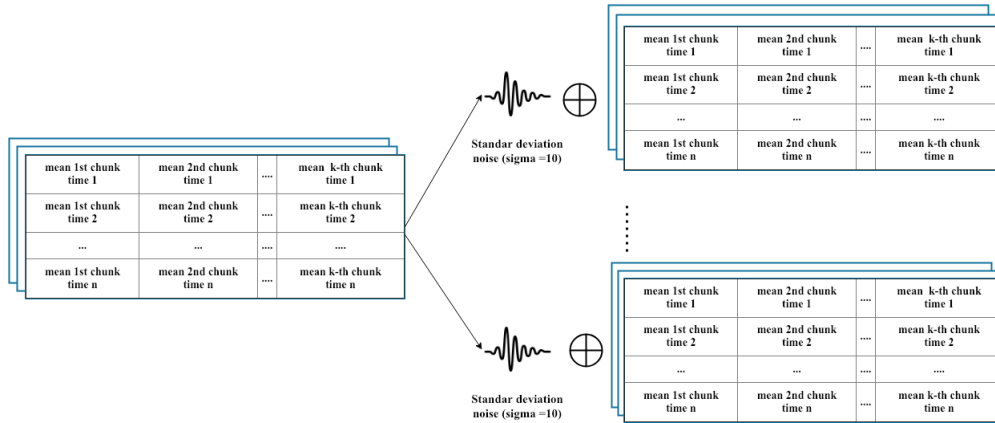 mean 1st chunk time 1 mean 2nd chunk time 1 .... mean k-th chunk time 1
mean 1st chunk time 2 mean 2nd chunk time 2 .... mean k-th chunk time 2
... ... .... ....
mean 1st chunk time n mean 2nd chunk time n .... mean k-th chunk time n
Standar deviation
noise (sigma =10)
mean 1st chunk time 1 mean 2nd chunk time 1 .... mean k-th chunk time 1
mean 1st chunk time 2 mean 2nd chunk time 2 .... mean k-th chunk time 2
... ... .... ....
mean 1st chunk time n mean 2nd chunk time n .... mean k-th chunk time n
Standar deviation
noise (sigma =10)
mean 1st chunk time 1 mean 2nd chunk time 1 .... mean k-th chunk time 1
mean 1st chunk time 2 mean 2nd chunk time 2 .... mean k-th chunk time 2
... ... .... ....
mean 1st chunk time n mean 2nd chunk time n .... mean k-th chunk time n